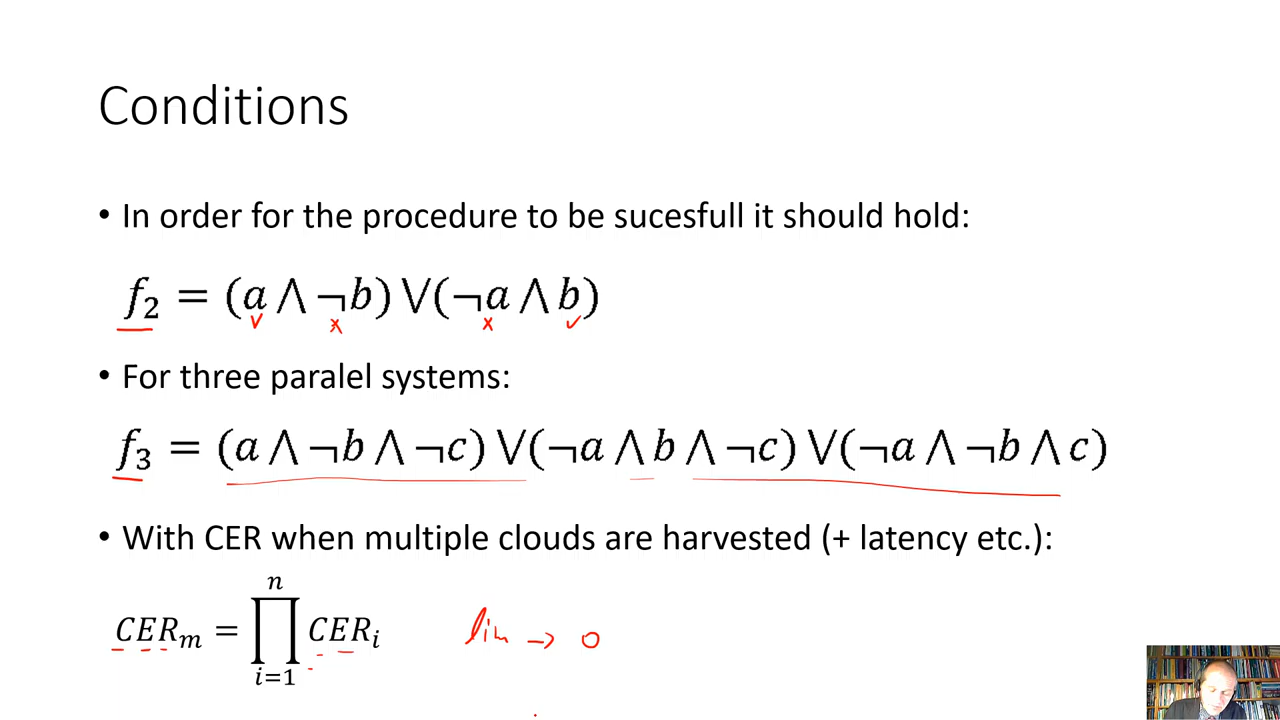 Conditions
• In order for the procedure to be sucesfull it should hold:
f₂ = (a ⋀ ¬b) ⋁(¬a ⋀ b)
v x x ✓
• For three paralel systems:
f₃ = (a ⋀ ¬b ⋀ ¬c) ⋁(¬a ⋀ b ⋀ ¬c) ⋁(¬a ⋀ ¬b ⋀ c)
• With CER when multiple clouds are harvested (+ latency etc.):
CERₘ = ∏ⁿᵢ₌₁ CERᵢ lim → 0